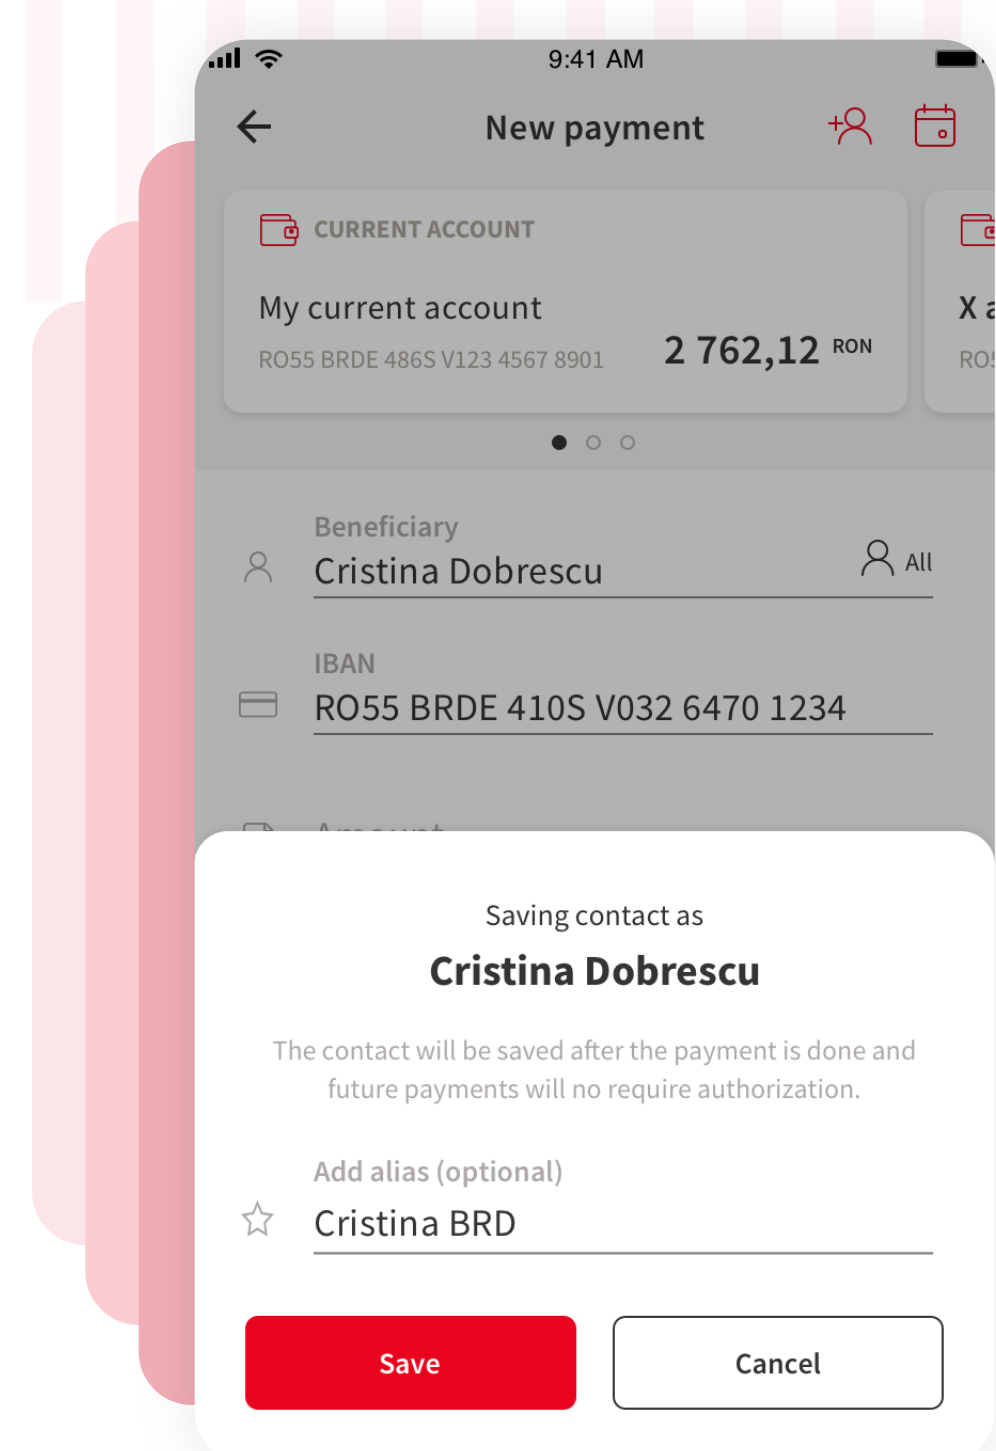 9:41 AM
New payment
CURRENT ACCOUNT
My current account
RO55 BRDE 486S V123 4567 8901
2 762,12 RON
X
Beneficiary
Cristina Dobrescu
All
IBAN
RO55 BRDE 410S V032 6470 1234
Amount
Saving contact as
Cristina Dobrescu
The contact will be saved after the payment is done and
future payments will no require authorization.
Add alias (optional)
Cristina BRD
Save
Cancel